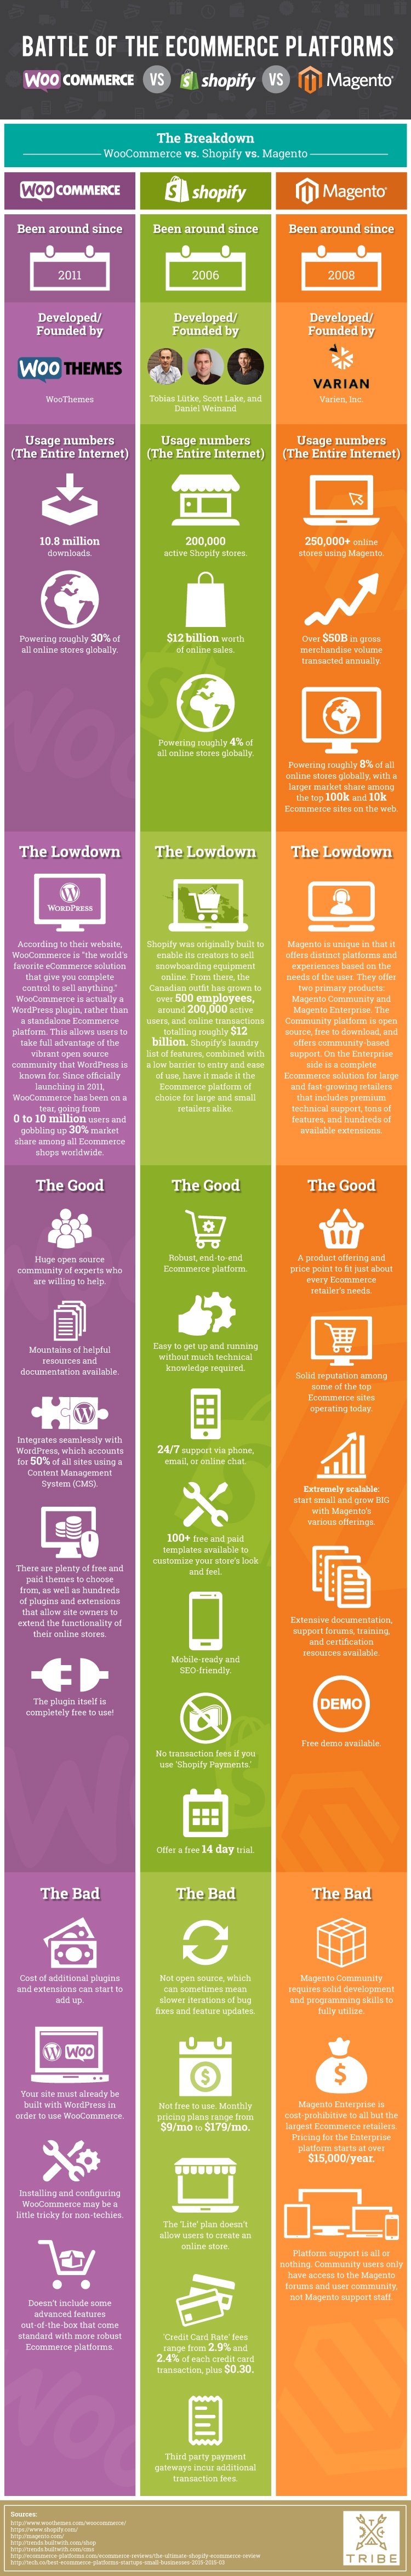 BATTLE OF THE ECOMMERCE PLATFORMS
WOO COMMERCE VS shopify VS Magento®
The Breakdown
WooCommerce vs. Shopify vs. Magento
WOO COMMERCE
Been around since
2011
Developed/
Founded by
WOO THEMES
WooThemes
Usage numbers
(The Entire Internet)
10.8 million
downloads.
Powering roughly 30% of
all online stores globally.
The Lowdown
WORDPRESS
According to their website,
WooCommerce is "the world's
favorite eCommerce solution
that give you complete
control to sell anything."
WooCommerce is actually a
WordPress plugin, rather than
a standalone Ecommerce
platform. This allows users to
take full advantage of the
vibrant open source
community that WordPress is
known for. Since officially
launching in 2011,
WooCommerce has been on a
tear, going from
0 to 10 million users and
gobbling up 30% market
share among all Ecommerce
shops worldwide.
The Good
Huge open source
community of experts who
are willing to help.
Mountains of helpful
resources and
documentation available.
Integrates seamlessly with
WordPress, which accounts
for 50% of all sites using a
Content Management
System (CMS).
There are plenty of free and
paid themes to choose
from, as well as hundreds
of plugins and extensions
that allow site owners to
extend the functionality of
their online stores.
The plugin itself is
completely free to use!
The Bad
Cost of additional plugins
and extensions can start to
add up.
WOO
Your site must already be
built with WordPress in
order to use WooCommerce.
Installing and configuring
WooCommerce may be a
little tricky for non-techies.
Doesn't include some
advanced features
out-of-the-box that come
standard with more robust
Ecommerce platforms.
shopify
Been around since
2006
Developed/
Founded by
Tobias Lütke, Scott Lake, and
Daniel Weinand
Usage numbers
(The Entire Internet)
200,000
active Shopify stores.
$12 billion worth
of online sales.
Powering roughly 4% of
all online stores globally.
The Lowdown
Shopify was originally built to
enable its creators to sell
snowboarding equipment
online. From there, the
Canadian outfit has grown to
over 500 employees,
around 200,000 active
users, and online transactions
totalling roughly $12
billion. Shopify's laundry
list of features, combined with
a low barrier to entry and ease
of use, have it made it the
Ecommerce platform of
choice for large and small
retailers alike.
The Good
Robust, end-to-end
Ecommerce platform.
Easy to get up and running
without much technical
knowledge required.
24/7 support via phone,
email, or online chat.
100+ free and paid
templates available to
customize your store's look
and feel.
Mobile-ready and
SEO-friendly.
No transaction fees if you
use 'Shopify Payments.'
Offer a free 14 day trial.
The Bad
Not open source, which
can sometimes mean
slower iterations of bug
fixes and feature updates.
Not free to use. Monthly
pricing plans range from
$9/mo to $179/mo.
The 'Lite' plan doesn't
allow users to create an
online store.
'Credit Card Rate' fees
range from 2.9% and
2.4% of each credit card
transaction, plus $0.30.
Third party payment
gateways incur additional
transaction fees.
Magento®
Been around since
2008
Developed/
Founded by
VARIAN
Varien, Inc.
Usage numbers
(The Entire Internet)
250,000+ online
stores using Magento.
Over $50B in gross
merchandise volume
transacted annually.
Powering roughly 8% of all
online stores globally, with a
larger market share among
the top 100k and 10k
Ecommerce sites on the web.
The Lowdown
Magento is unique in that it
offers distinct platforms and
experiences based on the
needs of the user. They offer
two primary products:
Magento Community and
Magento Enterprise. The
Community platform is open
source, free to download, and
offers community-based
support. On the Enterprise
side is a complete
Ecommerce solution for large
and fast-growing retailers
that includes premium
technical support, tons of
features, and hundreds of
available extensions.
The Good
A product offering and
price point to fit just about
every Ecommerce
retailer's needs.
Solid reputation among
some of the top
Ecommerce sites
operating today.
Extremely scalable:
start small and grow BIG
with Magento's
various offerings.
Extensive documentation,
support forums, training,
and certification
resources available.
DEMO
Free demo available.
The Bad
Magento Community
requires solid development
and programming skills to
fully utilize.
Magento Enterprise is
cost-prohibitive to all but the
largest Ecommerce retailers.
Pricing for the Enterprise
platform starts at over
$15,000/year.
Platform support is all or
nothing. Community users only
have access to the Magento
forums and user community,
not Magento support staff.
Sources:
http://www.woothemes.com/woocommerce/
https://www.shopify.com/
http://magento.com/
http://trends.builtwith.com/shop
http://trends.builtwith.com/cms
http://ecommerce-platforms.com/ecommerce-reviews/the-ultimate-shopify-ecommerce-review
http://tech.co/best-ecommerce-platforms-startups-small-businesses-2015-2015-03
TRIBE